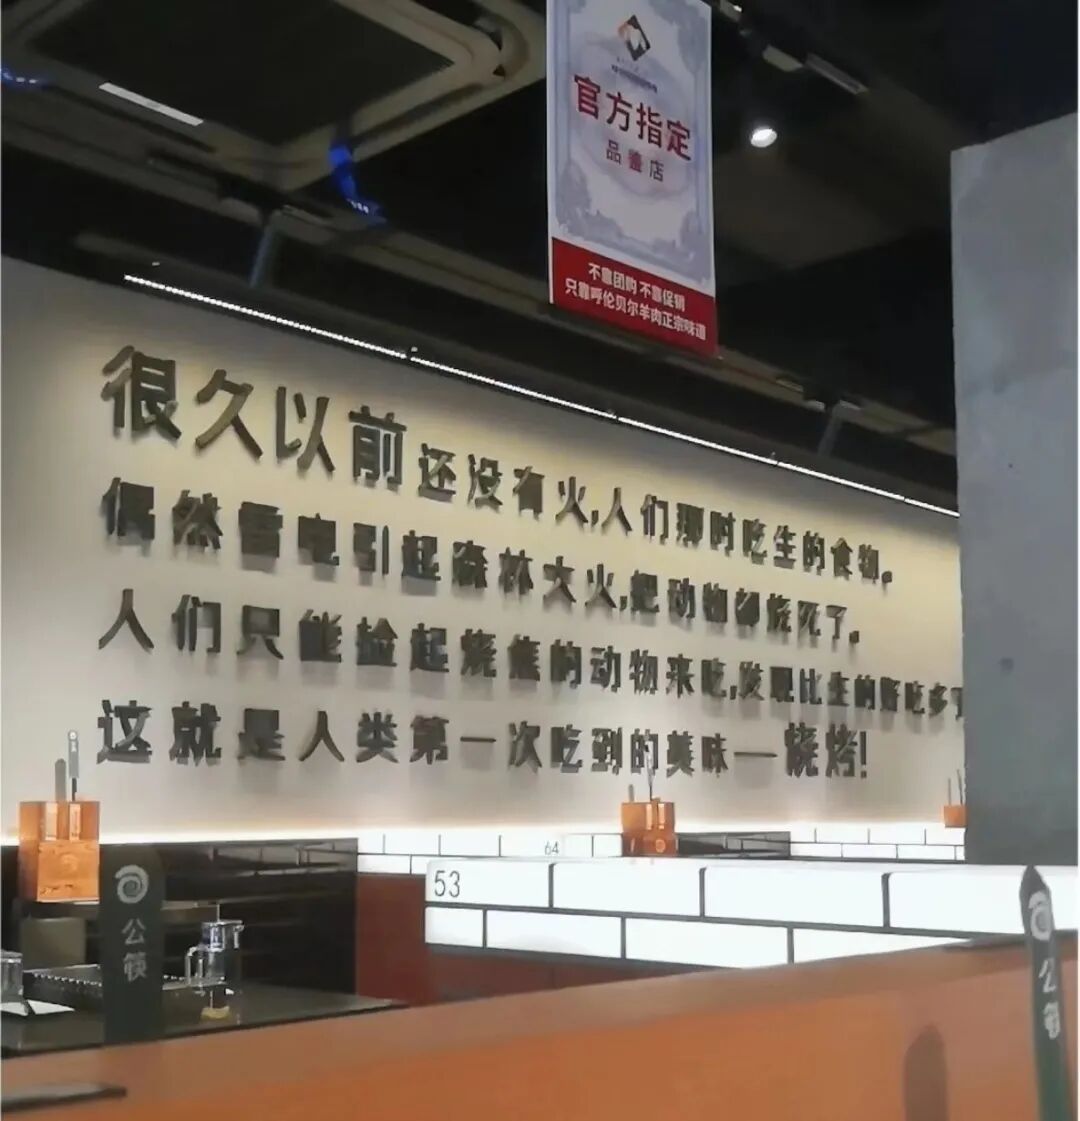 官方指定
品鉴店
不靠团购 不靠促销
只靠呼伦贝尔羊肉正宗味道
很久以前还没有火,人们那时吃生的食物。
偶然雷电引起森林大火,把动物都烧死了。
人们只能捡起烧焦的动物来吃,发现比生的好吃多了
这就是人类第一次吃到的美味—烧烤!
64
53
公筷
公筷